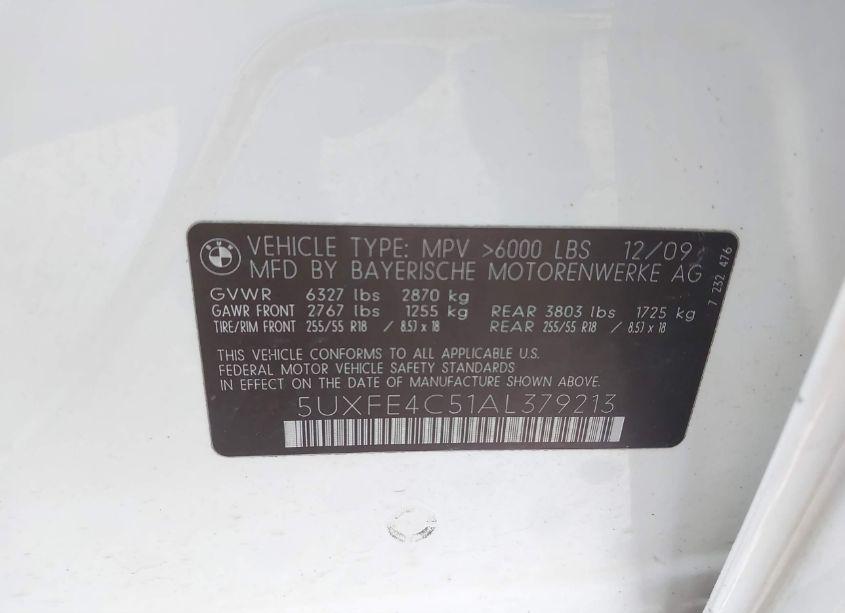 BMW
VEHICLE TYPE: MPV >6000 LBS 12/09
MFD BY BAYERISCHE MOTORENWERKE AG
GVWR 6327 lbs 2870 kg
GAWR FRONT 2767 lbs 1255 kg REAR 3803 lbs 1725 kg
TIRE/RIM FRONT 255/55 R18 / 8.5J x 18 REAR 255/55 R18 / 8.5J x 18
THIS VEHICLE CONFORMS TO ALL APPLICABLE U.S.
FEDERAL MOTOR VEHICLE SAFETY STANDARDS
IN EFFECT ON THE DATE OF MANUFACTURE SHOWN ABOVE.
5UXFE4C51AL379213
7 232 476